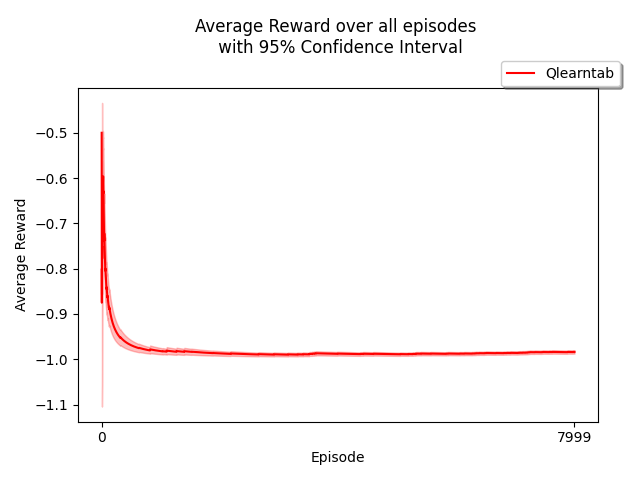 Average Reward over all episodes
with 95% Confidence Interval
Qlearntab
−0.5
−0.6
−0.7
−0.8
−0.9
−1.0
−1.1
Average Reward
0
7999
Episode